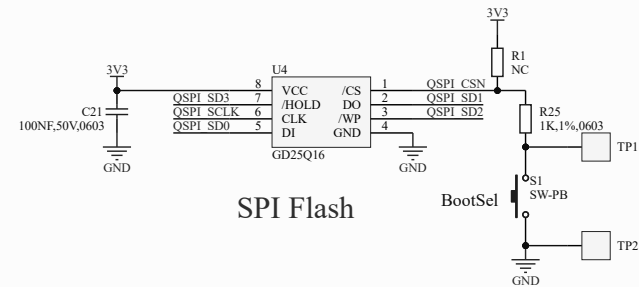 3V3
R1
NC
3V3
U4
8 VCC /CS 1 QSPI_CSN
QSPI_SD3 7 /HOLD DO 2 QSPI_SD1
QSPI_SCLK 6 CLK /WP 3 QSPI_SD2
QSPI_SD0 5 DI GND 4
GD25Q16
C21
100NF,50V,0603
GND
GND
R25
1K,1%,0603
TP1
S1
SW-PB
BootSel
SPI Flash
TP2
GND